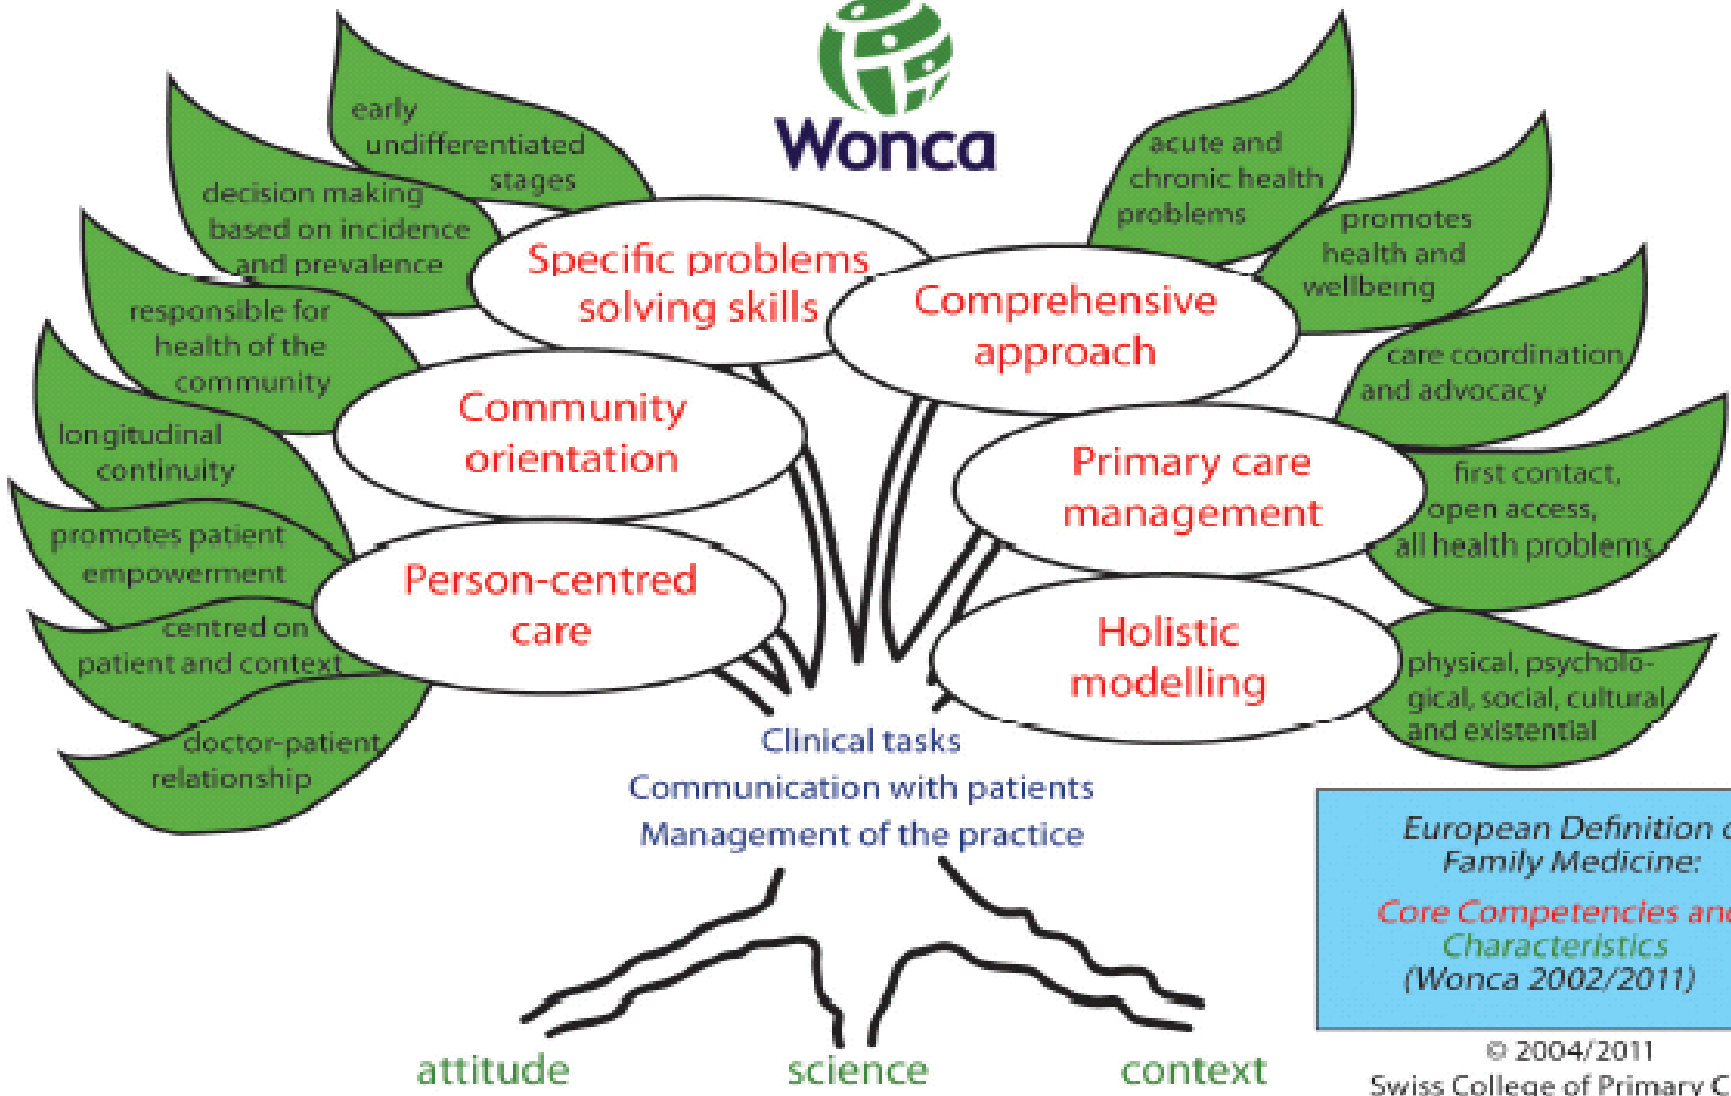 Wonca
early
undifferentiated
stages
decision making
based on incidence
and prevalence
responsible for
health of the
community
longitudinal
continuity
promotes patient
empowerment
centred on
patient and context
doctor-patient
relationship
Specific problems
solving skills
Community
orientation
Person-centred
care
Comprehensive
approach
Primary care
management
Holistic
modelling
acute and
chronic health
problems
promotes
health and
wellbeing
care coordination
and advocacy
first contact,
open access,
all health problems
physical, psycholo-
gical, social, cultural
and existential
Clinical tasks
Communication with patients
Management of the practice
attitude
science
context
European Definition
Family Medicine:
Core Competencies and
Characteristics
(Wonca 2002/2011)
© 2004/2011
Swiss College of Primary